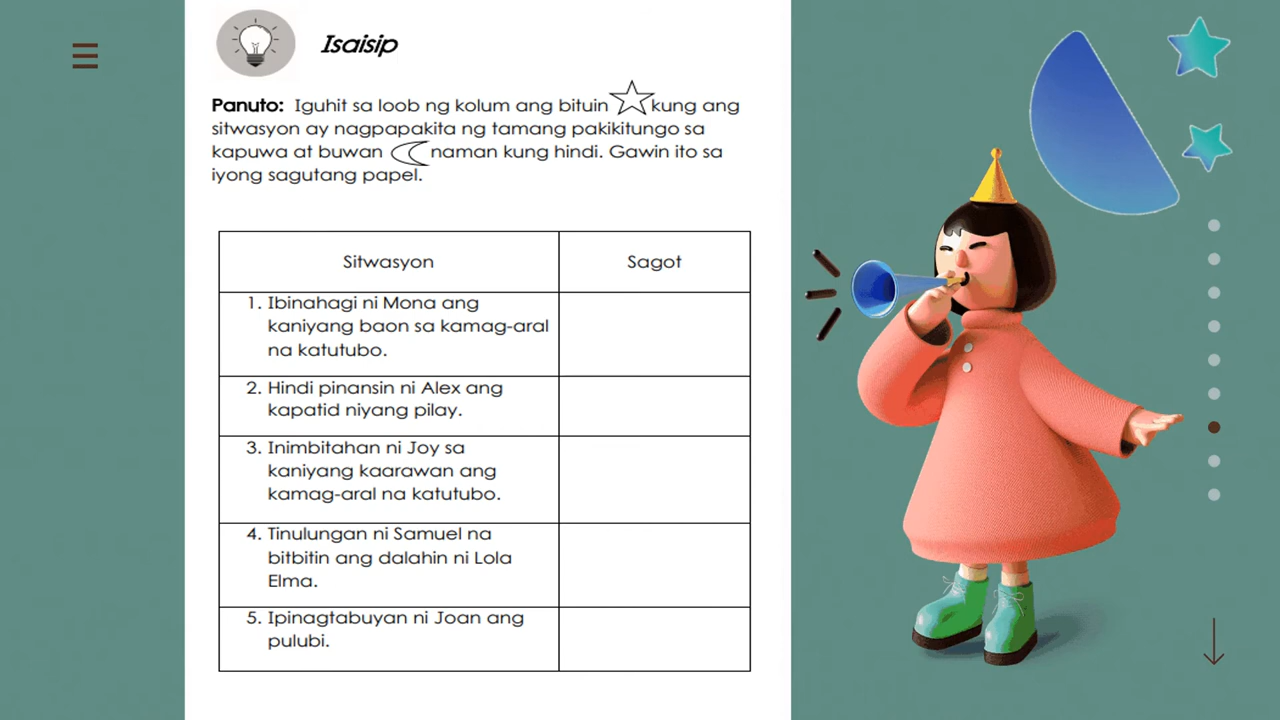 Isaisip
Panuto: Iguhit sa loob ng kolum ang bituin kung ang
sitwasyon ay nagpapakita ng tamang pakikitungo sa
kapuwa at buwan naman kung hindi. Gawin ito sa
iyong sagutang papel.
Sitwasyon Sagot
1. Ibinahagi ni Mona ang
kaniyang baon sa kamag-aral
na katutubo.
2. Hindi pinansin ni Alex ang
kapatid niyang pilay.
3. Inimbitahan ni Joy sa
kaniyang kaarawan ang
kamag-aral na katutubo.
4. Tinulungan ni Samuel na
bitbitin ang dalahin ni Lola
Elma.
5. Ipinagtabuyan ni Joan ang
pulubi.